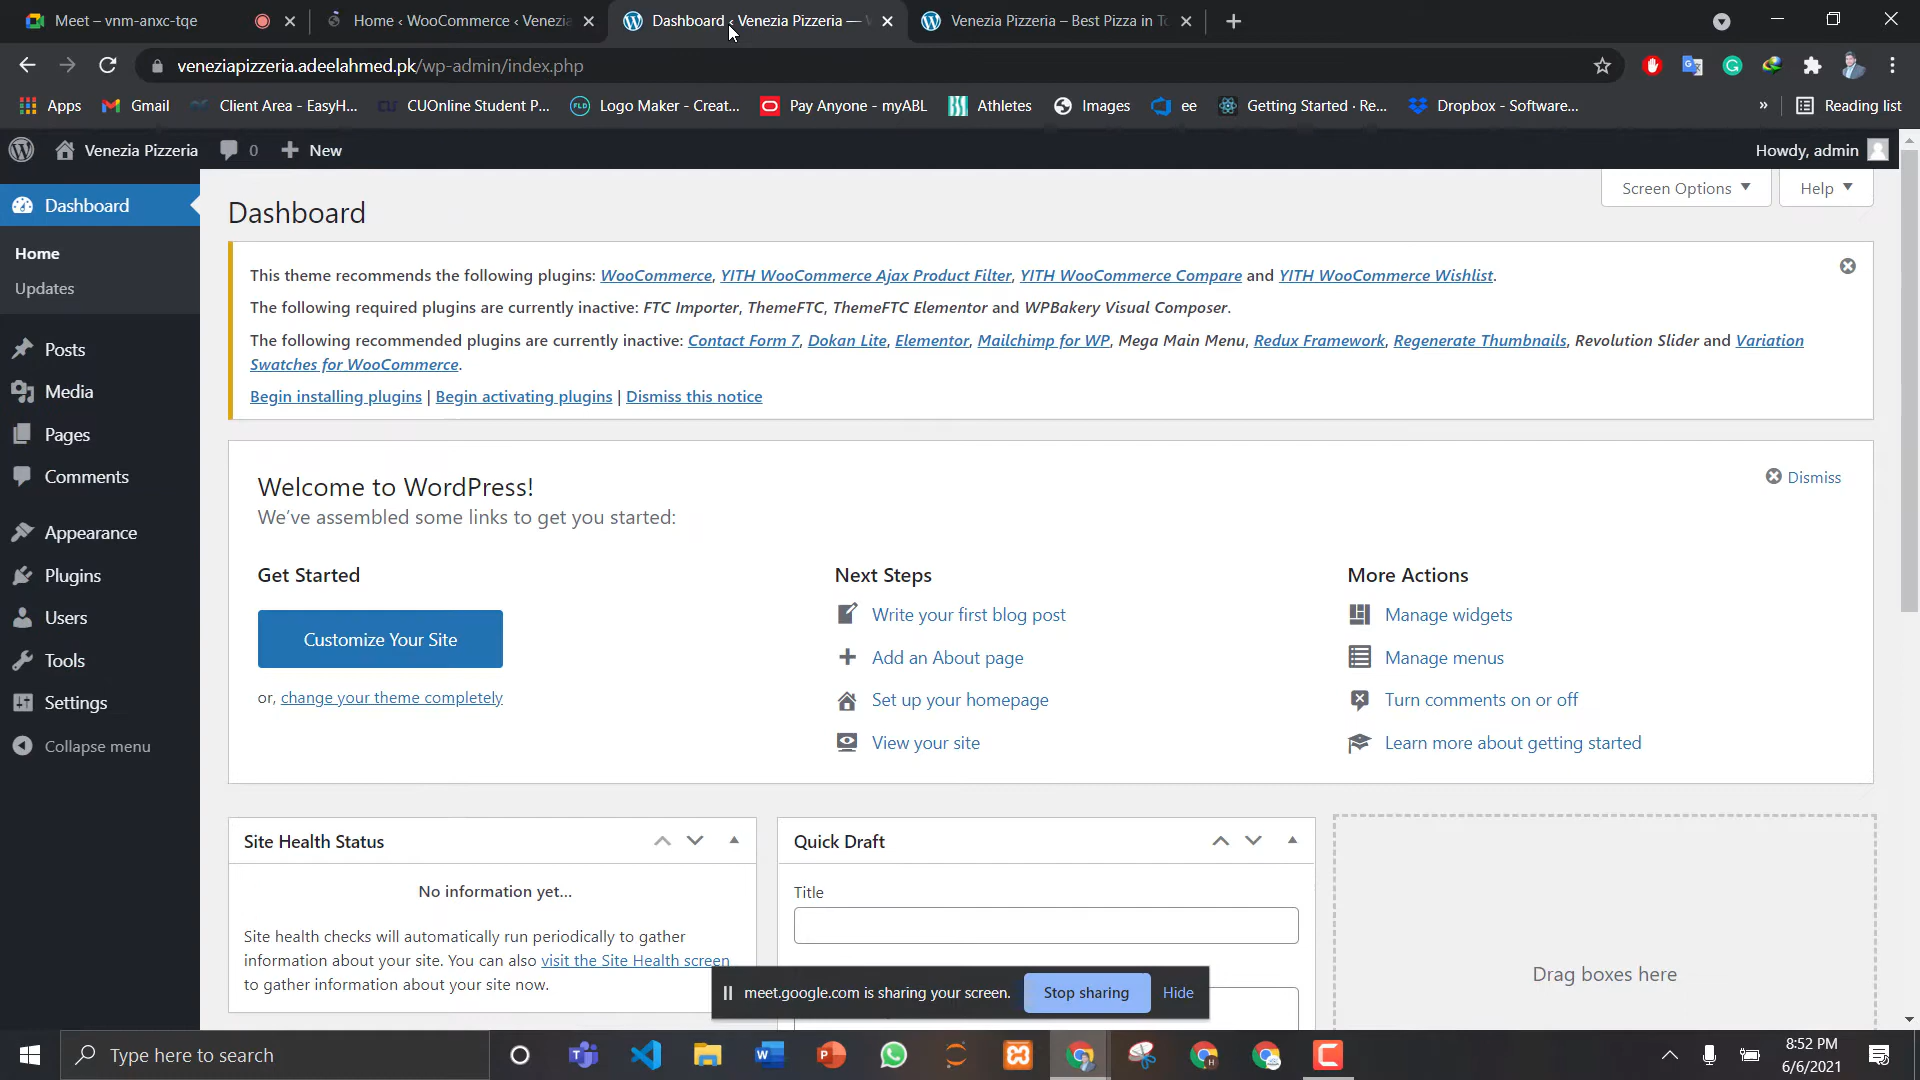 Meet – vnm-anxc-tqe
Home ‹ WooCommerce ‹ Venezia
Dashboard ‹ Venezia Pizzeria —
Venezia Pizzeria – Best Pizza in To
veneziapizzeria.adeelahmed.pk/wp-admin/index.php
Apps
Gmail
Client Area - EasyH...
CUOnline Student P...
Logo Maker - Creat...
Pay Anyone - myABL
Athletes
Images
ee
Getting Started · Re...
Dropbox - Software...
»
Reading list
Venezia Pizzeria
0
New
Howdy, admin
Dashboard
Home
Updates
Posts
Media
Pages
Comments
Appearance
Plugins
Users
Tools
Settings
Collapse menu
Screen Options
Help
Dashboard
This theme recommends the following plugins: WooCommerce, YITH WooCommerce Ajax Product Filter, YITH WooCommerce Compare and YITH WooCommerce Wishlist.
The following required plugins are currently inactive: FTC Importer, ThemeFTC, ThemeFTC Elementor and WPBakery Visual Composer.
The following recommended plugins are currently inactive: Contact Form 7, Dokan Lite, Elementor, Mailchimp for WP, Mega Main Menu, Redux Framework, Regenerate Thumbnails, Revolution Slider and Variation
Swatches for WooCommerce.
Begin installing plugins | Begin activating plugins | Dismiss this notice
Welcome to WordPress!
Dismiss
We've assembled some links to get you started:
Get Started
Customize Your Site
or, change your theme completely
Next Steps
Write your first blog post
Add an About page
Set up your homepage
View your site
More Actions
Manage widgets
Manage menus
Turn comments on or off
Learn more about getting started
Site Health Status
No information yet...
Site health checks will automatically run periodically to gather
information about your site. You can also visit the Site Health screen
to gather information about your site now.
Quick Draft
Title
Drag boxes here
meet.google.com is sharing your screen.
Stop sharing
Hide
Type here to search
8:52 PM
6/6/2021